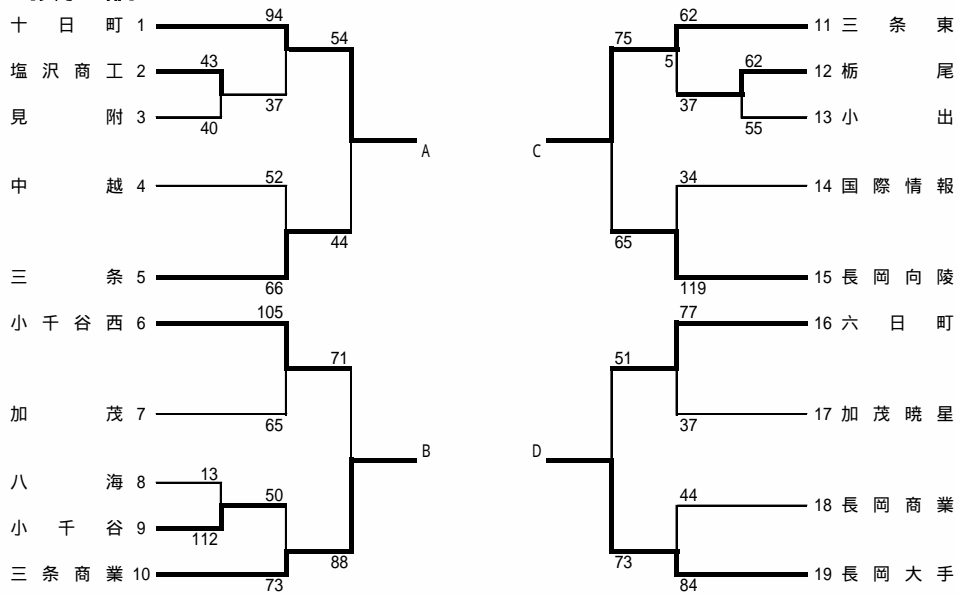 十日町 1 94 54 75 62 11 三条東
塩沢商工 2 43 5 62 12 栃尾
見附 3 40 37 37 55 13 小出
A C
中越 4 52 34 14 国際情報
44 65
三条 5 66 119 15 長岡向陵
小千谷西 6 105 77 16 六日町
71 51
加茂 7 65 37 17 加茂暁星
B D
八海 8 13 50 44 18 長岡商業
小千谷 9 112
88 73
三条商業 10 73 84 19 長岡大手